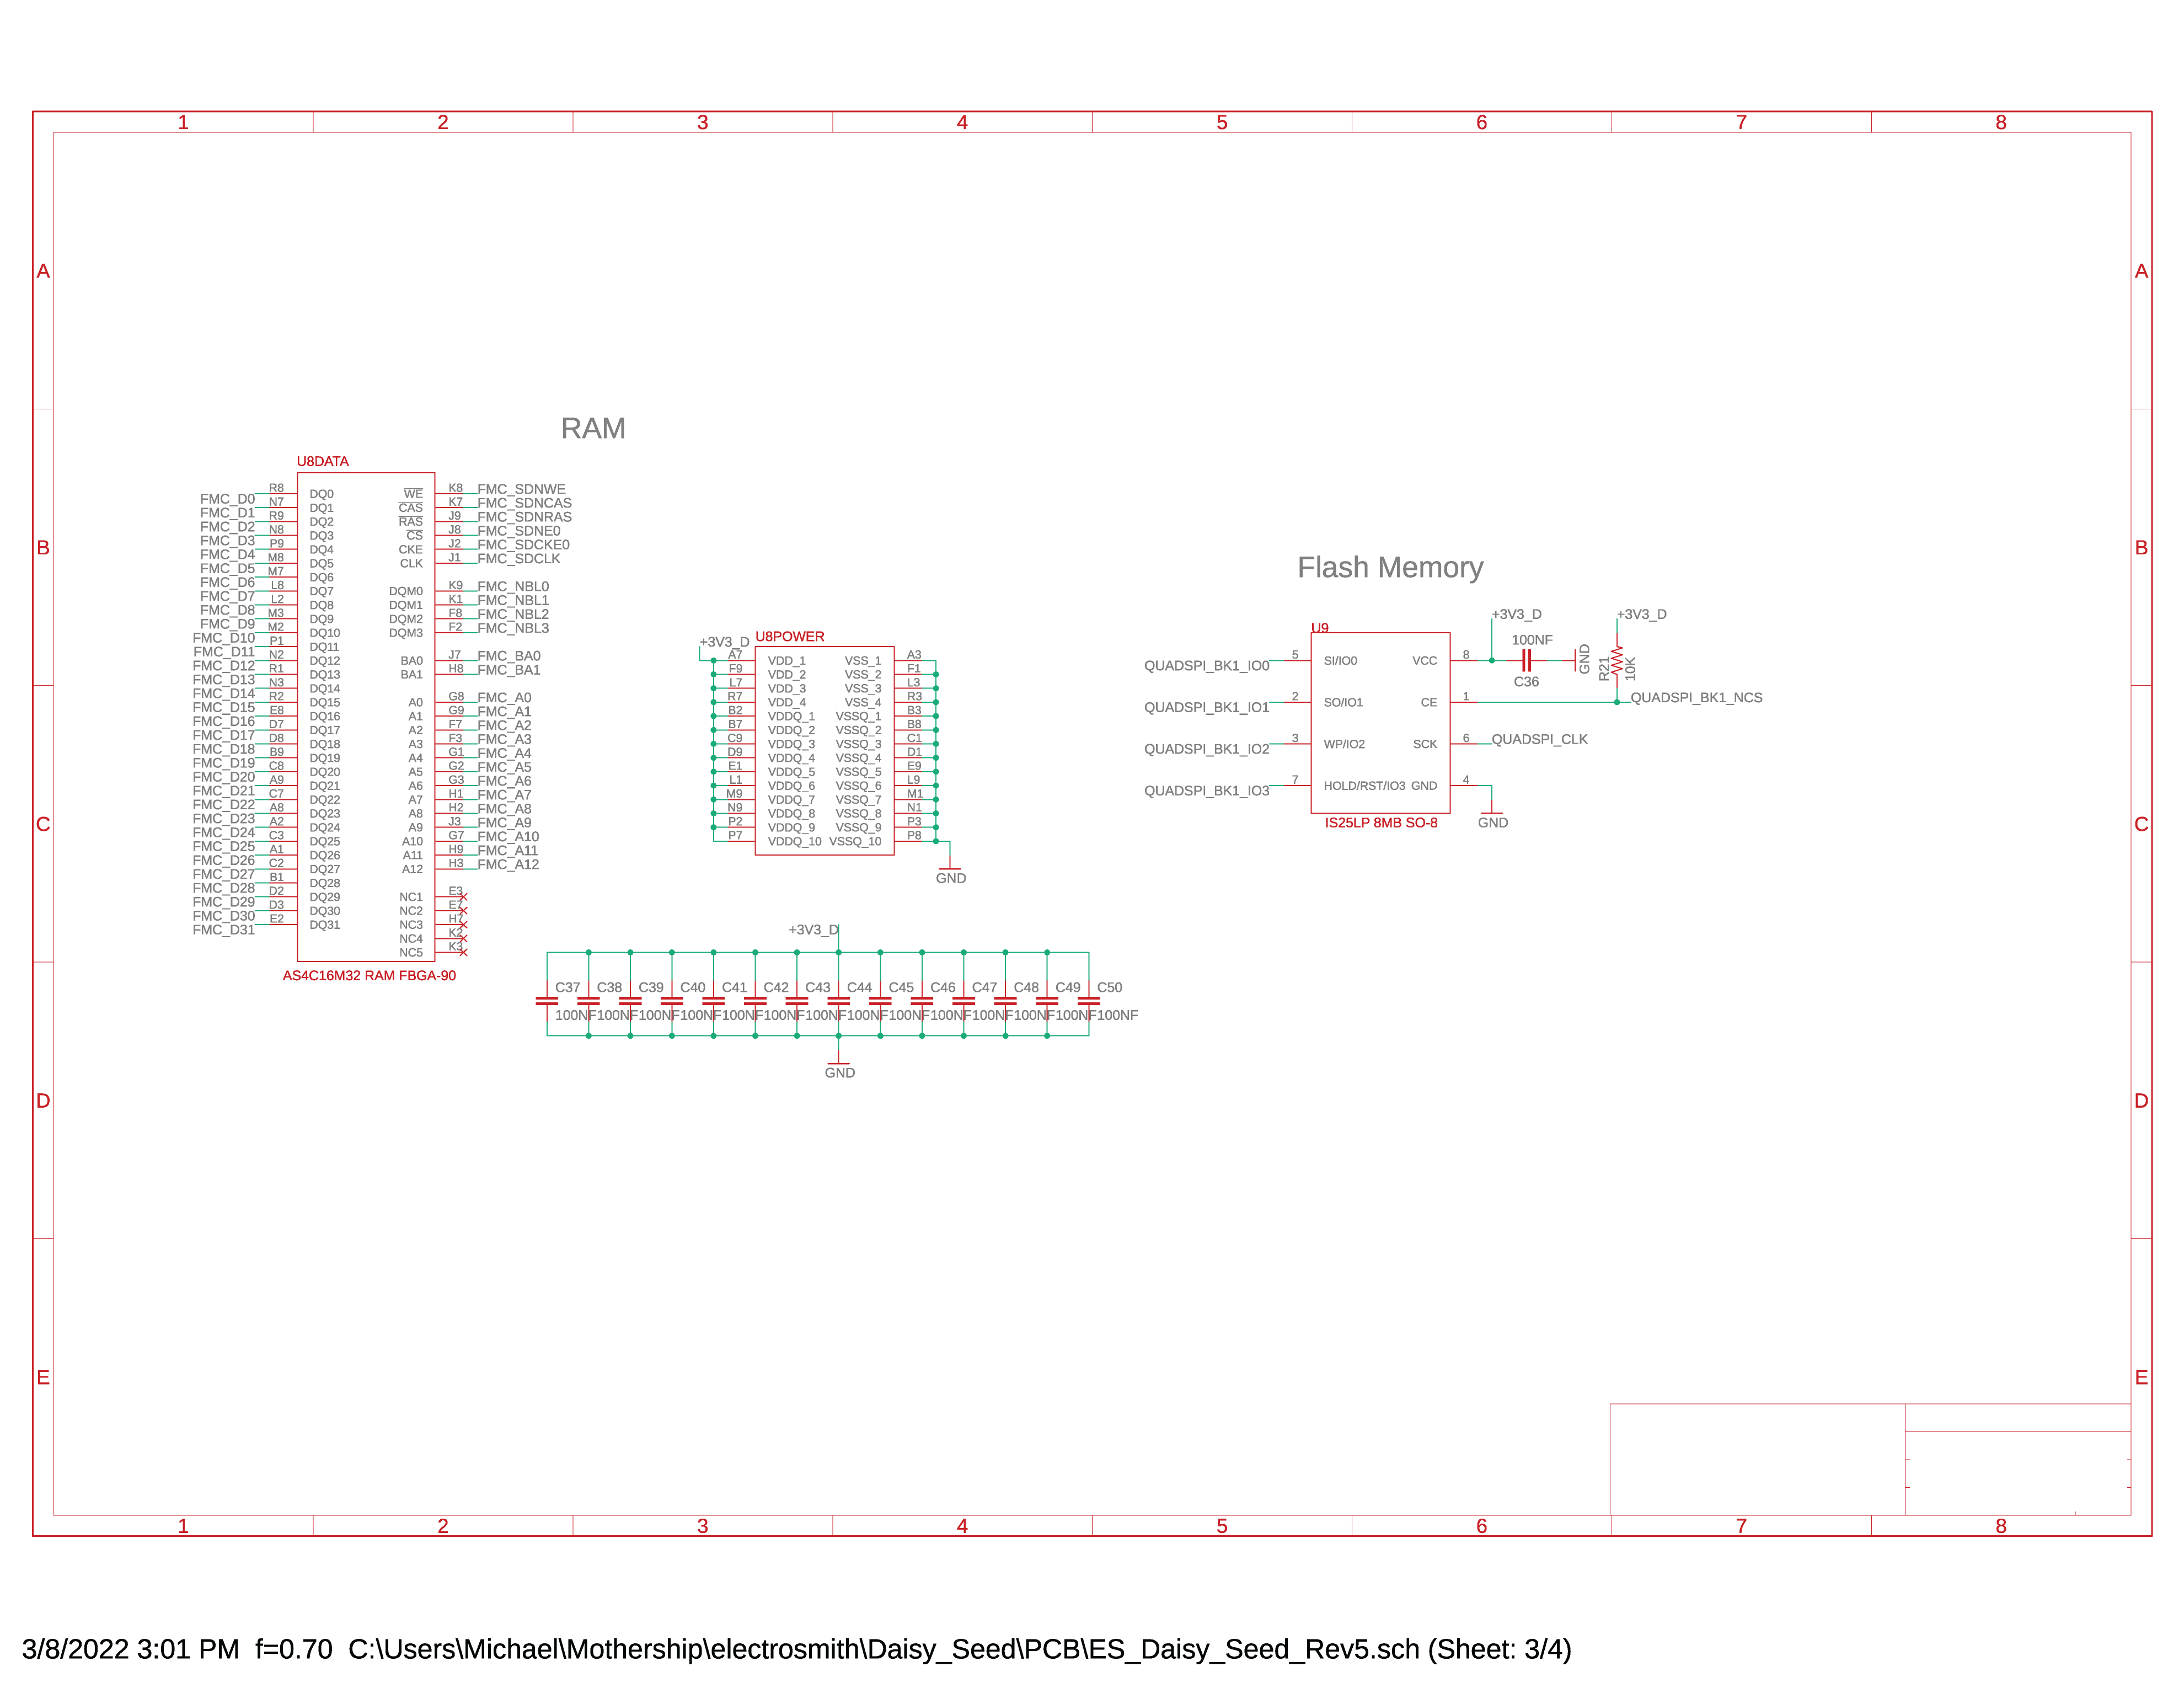 1 2 3 4 5 6 7 8
A A
RAM
U8DATA
FMC_D0 R8 DQ0 WE K8 FMC_SDNWE
FMC_D1 N7 DQ1 CAS K7 FMC_SDNCAS
FMC_D2 R9 DQ2 RAS J9 FMC_SDNRAS
FMC_D3 N8 DQ3 CS J8 FMC_SDNE0
B B
FMC_D4 P9 DQ4 CKE J2 FMC_SDCKE0
FMC_D5 M8 DQ5 CLK J1 FMC_SDCLK
FMC_D6 M7 DQ6
FMC_D7 L8 DQ7 DQM0 K9 FMC_NBL0
FMC_D8 L2 DQ8 DQM1 K1 FMC_NBL1
FMC_D9 M3 DQ9 DQM2 F8 FMC_NBL2
FMC_D10 M2 DQ10 DQM3 F2 FMC_NBL3
FMC_D11 P1 DQ11
FMC_D12 N2 DQ12 BA0 J7 FMC_BA0
FMC_D13 R1 DQ13 BA1 H8 FMC_BA1
FMC_D14 N3 DQ14
FMC_D15 R2 DQ15 A0 G8 FMC_A0
FMC_D16 E8 DQ16 A1 G9 FMC_A1
FMC_D17 D7 DQ17 A2 F7 FMC_A2
FMC_D18 D8 DQ18 A3 F3 FMC_A3
FMC_D19 B9 DQ19 A4 G1 FMC_A4
FMC_D20 C8 DQ20 A5 G2 FMC_A5
FMC_D21 A9 DQ21 A6 G3 FMC_A6
FMC_D22 C7 DQ22 A7 H1 FMC_A7
FMC_D23 A8 DQ23 A8 H2 FMC_A8
FMC_D24 A2 DQ24 A9 J3 FMC_A9
FMC_D25 C3 DQ25 A10 G7 FMC_A10
FMC_D26 A1 DQ26 A11 H9 FMC_A11
FMC_D27 C2 DQ27 A12 H3 FMC_A12
FMC_D28 B1 DQ28
FMC_D29 D2 DQ29 NC1 E3
FMC_D30 D3 DQ30 NC2 E7
FMC_D31 E2 DQ31 NC3 H7
NC4 K2
NC5 K3
AS4C16M32 RAM FBGA-90
+3V3_D U8POWER
A7 VDD_1 VSS_1 A3
F9 VDD_2 VSS_2 F1
L7 VDD_3 VSS_3 L3
R7 VDD_4 VSS_4 R3
B2 VDDQ_1 VSSQ_1 B3
B7 VDDQ_2 VSSQ_2 B8
C9 VDDQ_3 VSSQ_3 C1
D9 VDDQ_4 VSSQ_4 D1
E1 VDDQ_5 VSSQ_5 E9
L1 VDDQ_6 VSSQ_6 L9
M9 VDDQ_7 VSSQ_7 M1
N9 VDDQ_8 VSSQ_8 N1
P2 VDDQ_9 VSSQ_9 P3
P7 VDDQ_10 VSSQ_10 P8
GND
Flash Memory
+3V3_D +3V3_D
U9
100NF
QUADSPI_BK1_IO0 5 SI/IO0 VCC 8 GND R21 10K
C36
QUADSPI_BK1_IO1 2 SO/IO1 CE 1 QUADSPI_BK1_NCS
QUADSPI_BK1_IO2 3 WP/IO2 SCK 6 QUADSPI_CLK
QUADSPI_BK1_IO3 7 HOLD/RST/IO3 GND 4
IS25LP 8MB SO-8 GND
C C
+3V3_D
C37 C38 C39 C40 C41 C42 C43 C44 C45 C46 C47 C48 C49 C50
100NF 100NF 100NF 100NF 100NF 100NF 100NF 100NF 100NF 100NF 100NF 100NF 100NF 100NF
GND
D D
E E
1 2 3 4 5 6 7 8
3/8/2022 3:01 PM f=0.70 C:\Users\Michael\Mothership\electrosmith\Daisy_Seed\PCB\ES_Daisy_Seed_Rev5.sch (Sheet: 3/4)